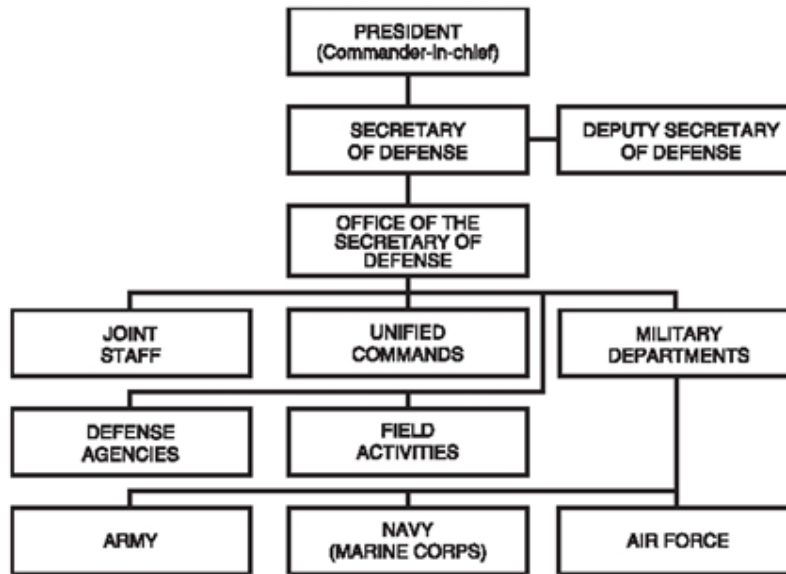 PRESIDENT
(Commander-in-chief)
SECRETARY
OF DEFENSE
DEPUTY SECRETARY
OF DEFENSE
OFFICE OF THE
SECRETARY OF
DEFENSE
JOINT
STAFF
UNIFIED
COMMANDS
MILITARY
DEPARTMENTS
DEFENSE
AGENCIES
FIELD
ACTIVITIES
ARMY
NAVY
(MARINE CORPS)
AIR FORCE